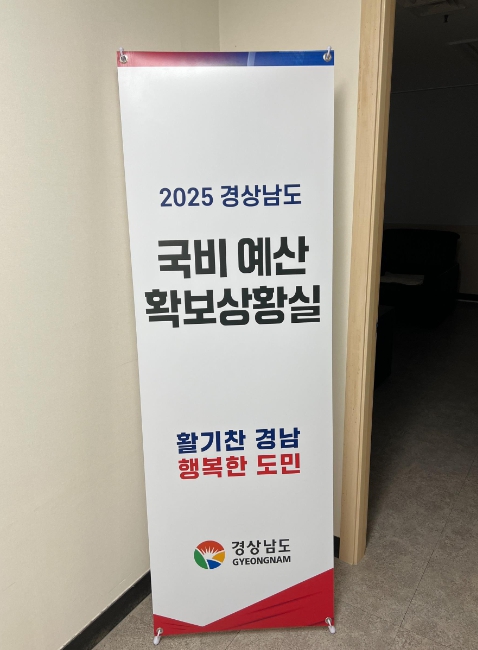 2025 경상남도
국비 예산
확보상황실
활기찬 경남
행복한 도민
경상남도
GYEONGNAM